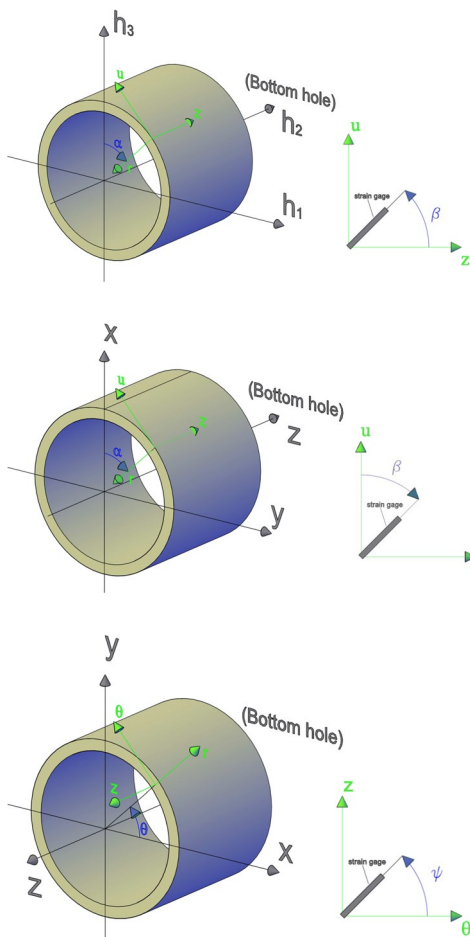 h3
u
(Bottom hole)
α
z
h2
u
r
strain gage
β
h1
z
x
u
(Bottom hole)
z
z
α
u
β
r
strain gage
y
y
θ
(Bottom hole)
r
z
z
θ
strain gage
ψ
x
z
θ